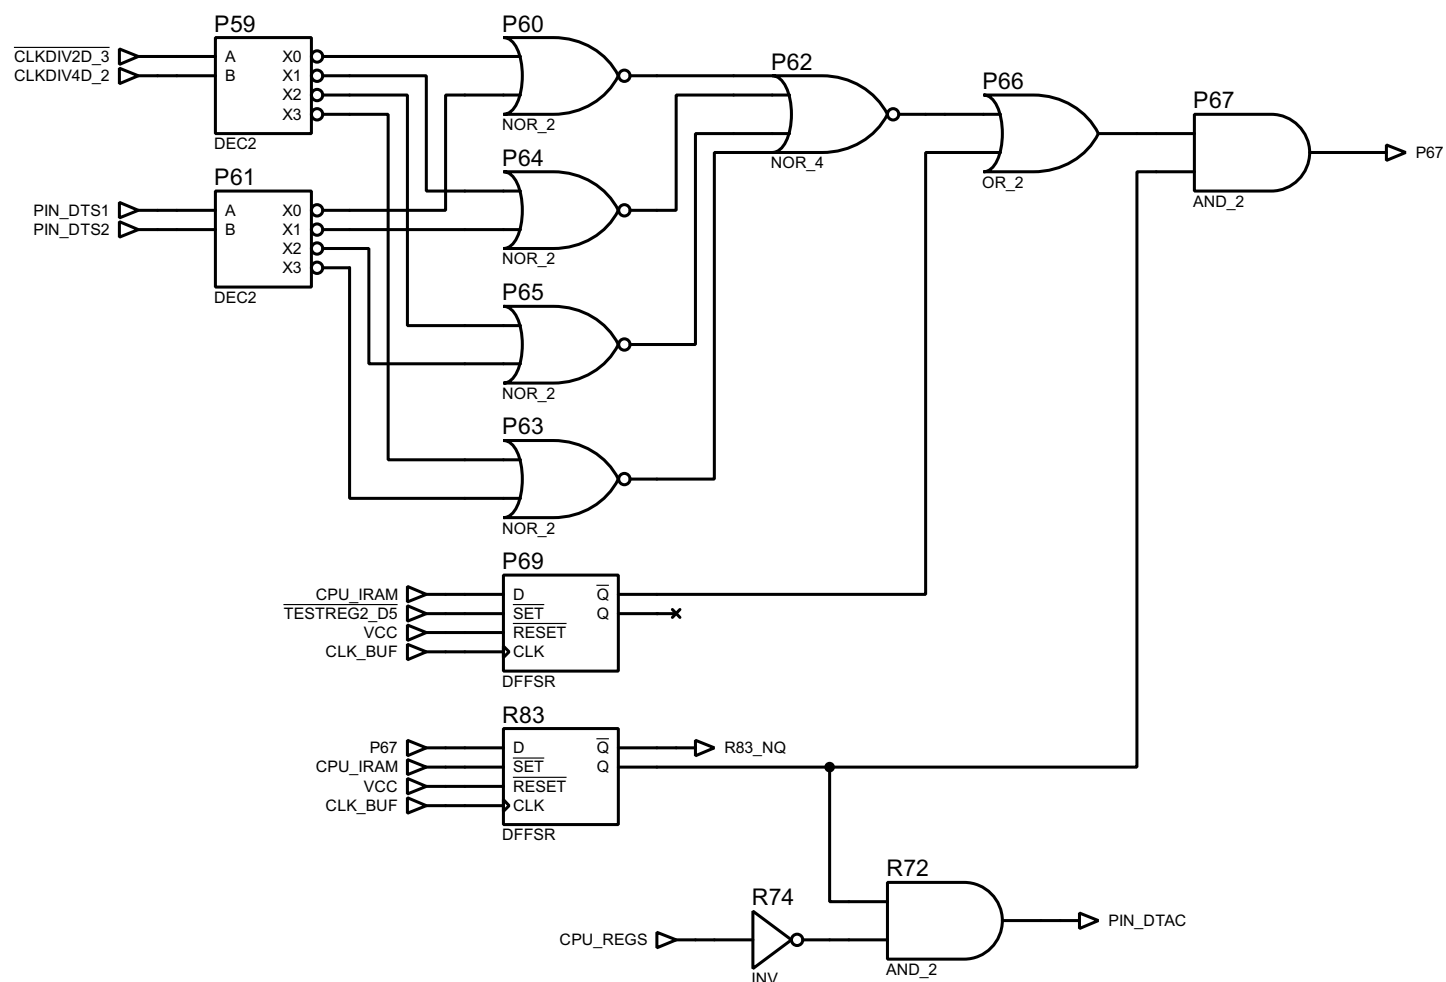 P59
CLKDIV2D_3
CLKDIV4D_2
A
B
X0
X1
X2
X3
DEC2
P61
PIN_DTS1
PIN_DTS2
A
B
X0
X1
X2
X3
DEC2
P60
NOR_2
P64
NOR_2
P65
NOR_2
P63
NOR_2
P62
NOR_4
P66
OR_2
P67
AND_2
P67
P69
CPU_IRAM
TESTREG2_D5
VCC
CLK_BUF
D
SET
RESET
CLK
Q
Q
DFFSR
R83
P67
CPU_IRAM
VCC
CLK_BUF
D
SET
RESET
CLK
Q
Q
DFFSR
R83_NQ
R72
AND_2
PIN_DTAC
R74
CPU_REGS
INV